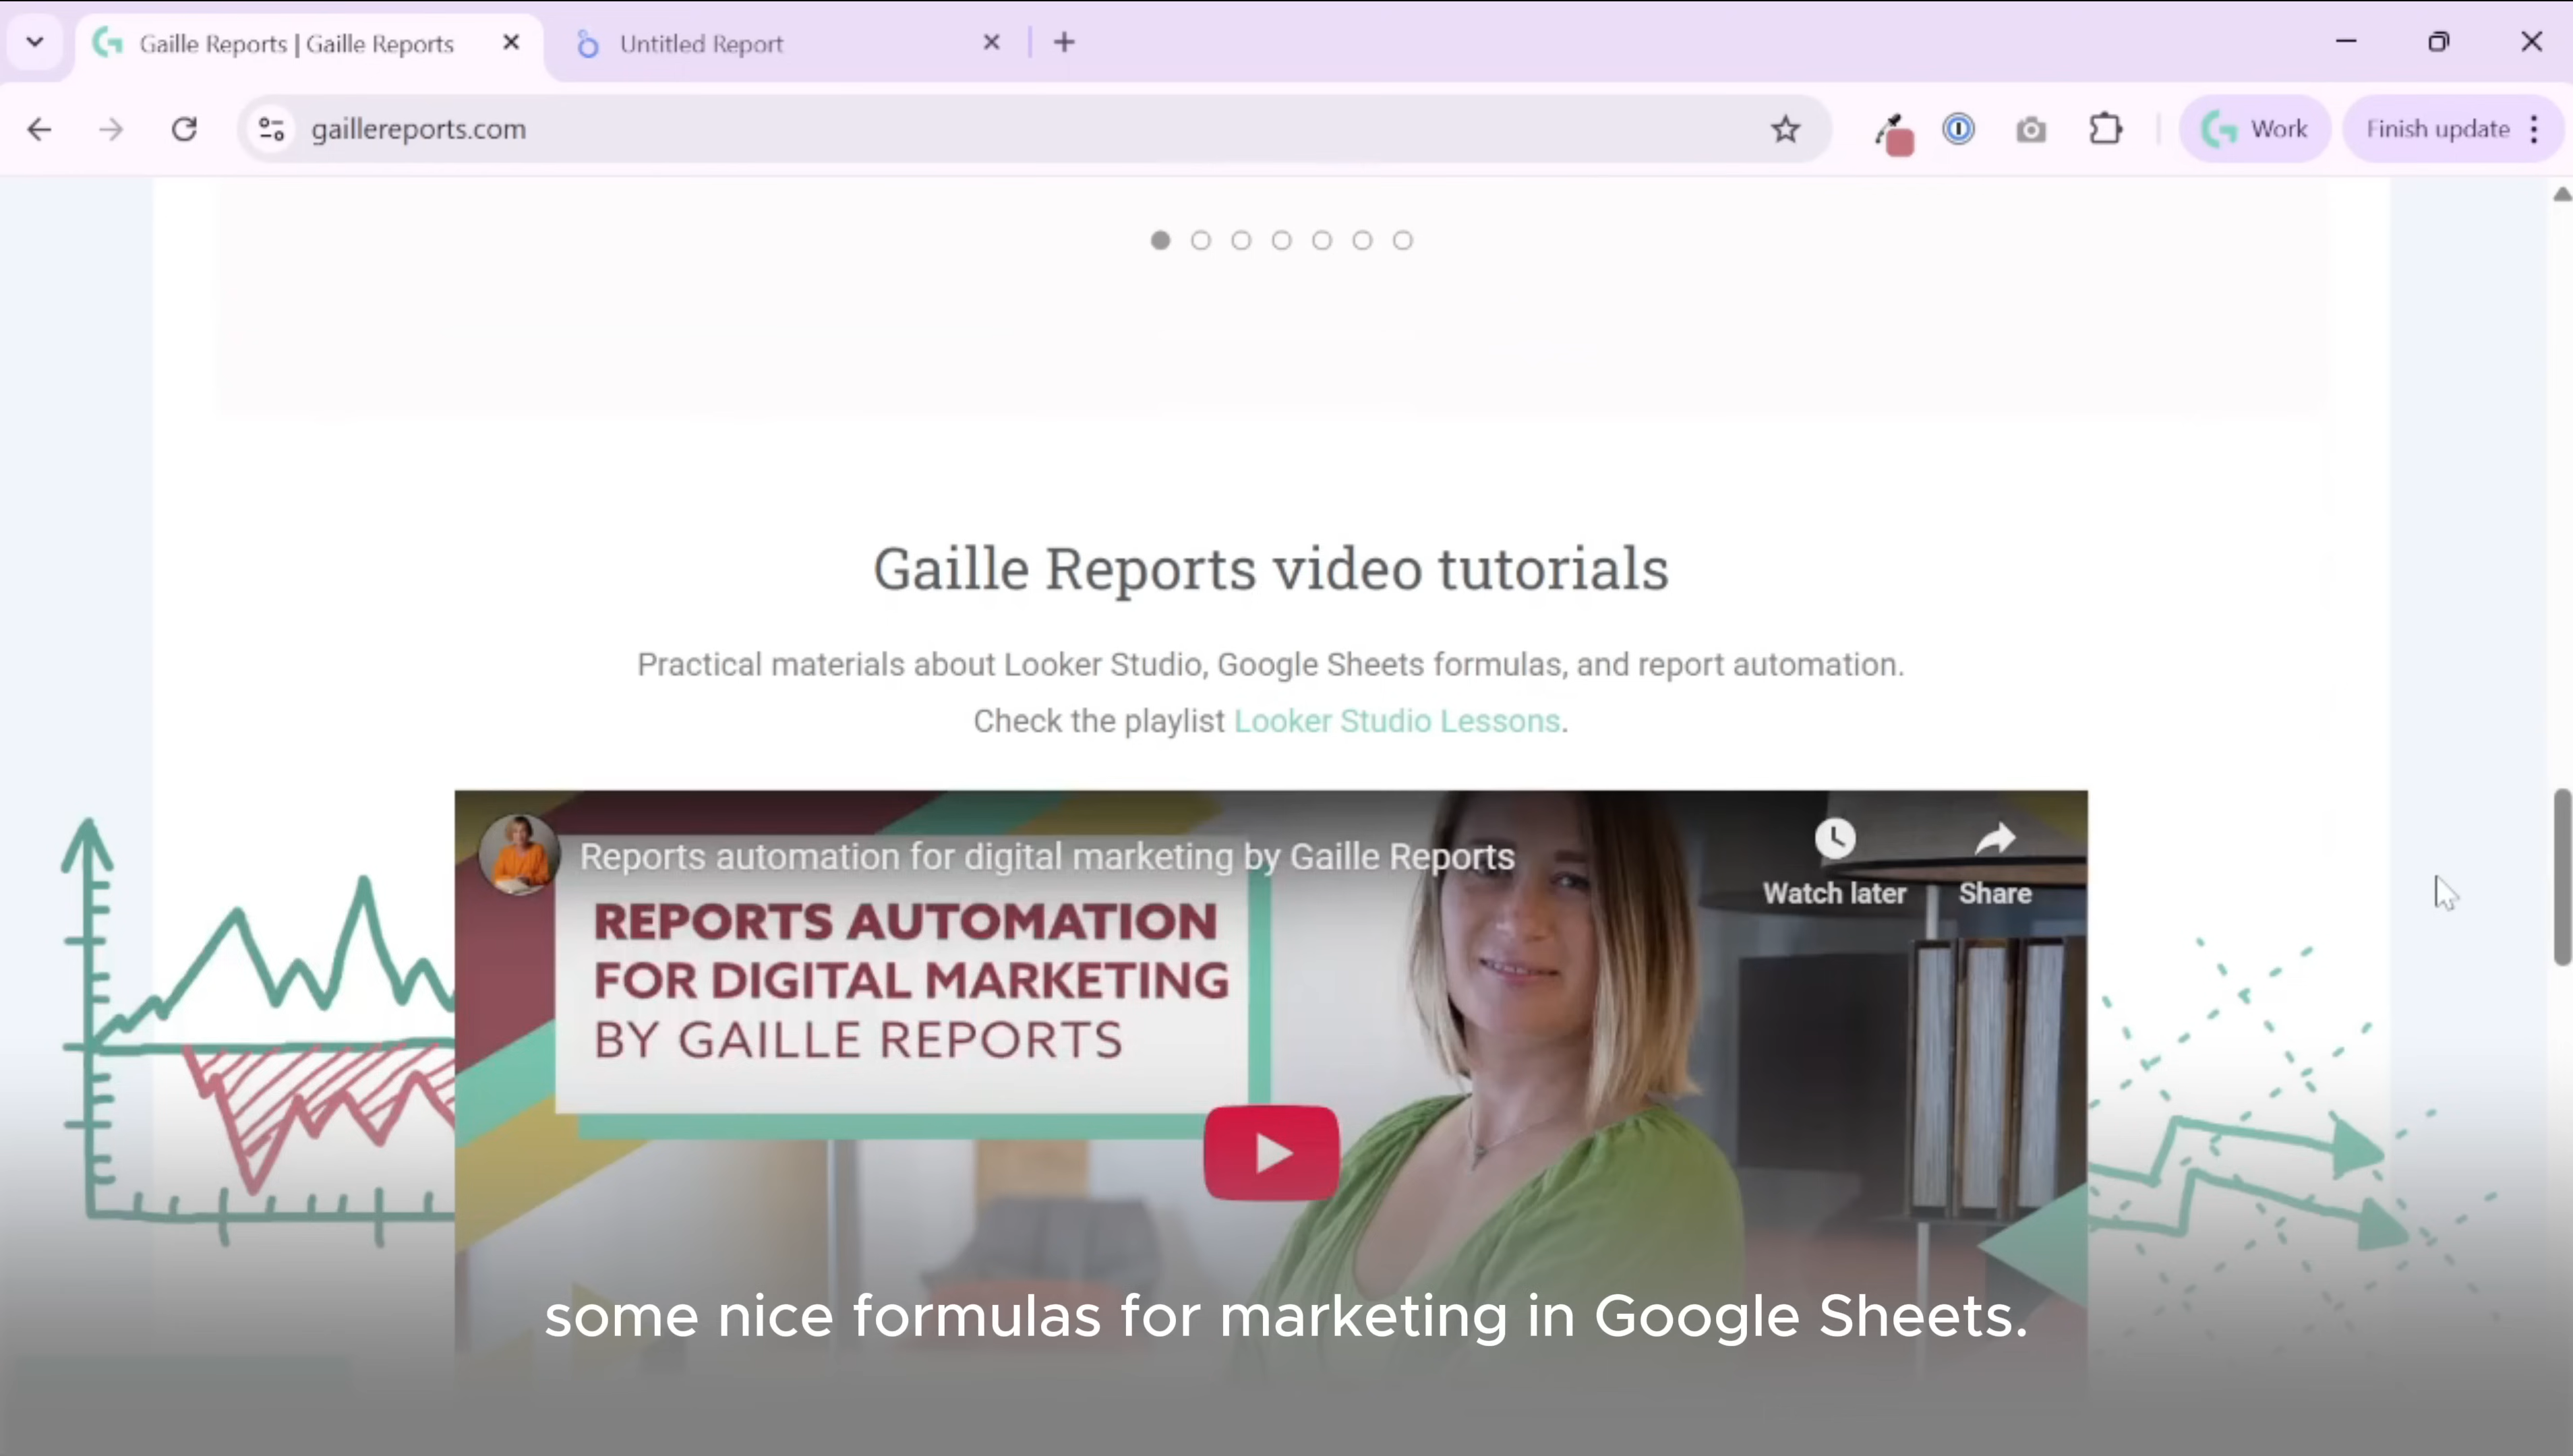 Gaille Reports | Gaille Reports
Untitled Report
gaillereports.com
Work
Finish update
Gaille Reports video tutorials
Practical materials about Looker Studio, Google Sheets formulas, and report automation.
Check the playlist Looker Studio Lessons.
Reports automation for digital marketing by Gaille Reports
Watch later
Share
REPORTS AUTOMATION
FOR DIGITAL MARKETING
BY GAILLE REPORTS
some nice formulas for marketing in Google Sheets.